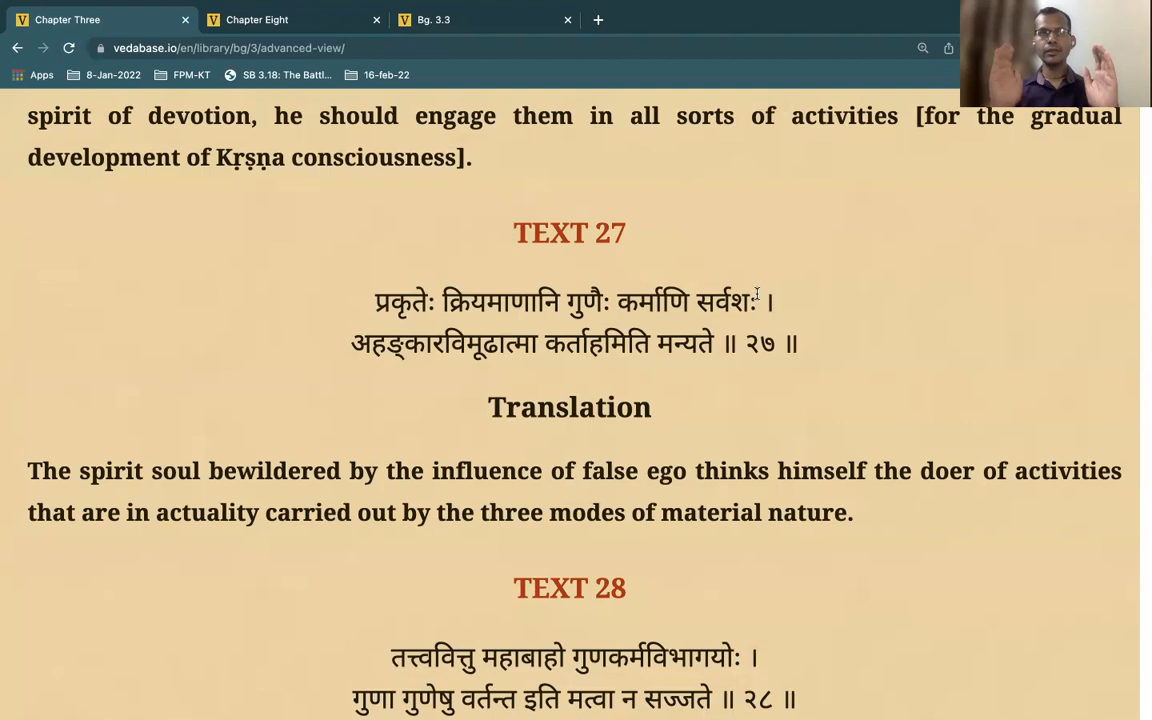 Chapter Three
Chapter Eight
Bg. 3.3
vedabase.io/en/library/bg/3/advanced-view/
Apps 8-Jan-2022 FPM-KT SB 3.18: The Battl... 16-feb-22
spirit of devotion, he should engage them in all sorts of activities [for the gradual
development of Kṛṣṇa consciousness].
TEXT 27
प्रकृतेः क्रियमाणानि गुणैः कर्माणि सर्वशः ।
अहङ्कारविमूढात्मा कर्ताहमिति मन्यते ॥ २७ ॥
Translation
The spirit soul bewildered by the influence of false ego thinks himself the doer of activities
that are in actuality carried out by the three modes of material nature.
TEXT 28
तत्त्ववित्तु महाबाहो गुणकर्मविभागयोः ।
गुणा गुणेषु वर्तन्त इति मत्वा न सज्जते ॥ २८ ॥